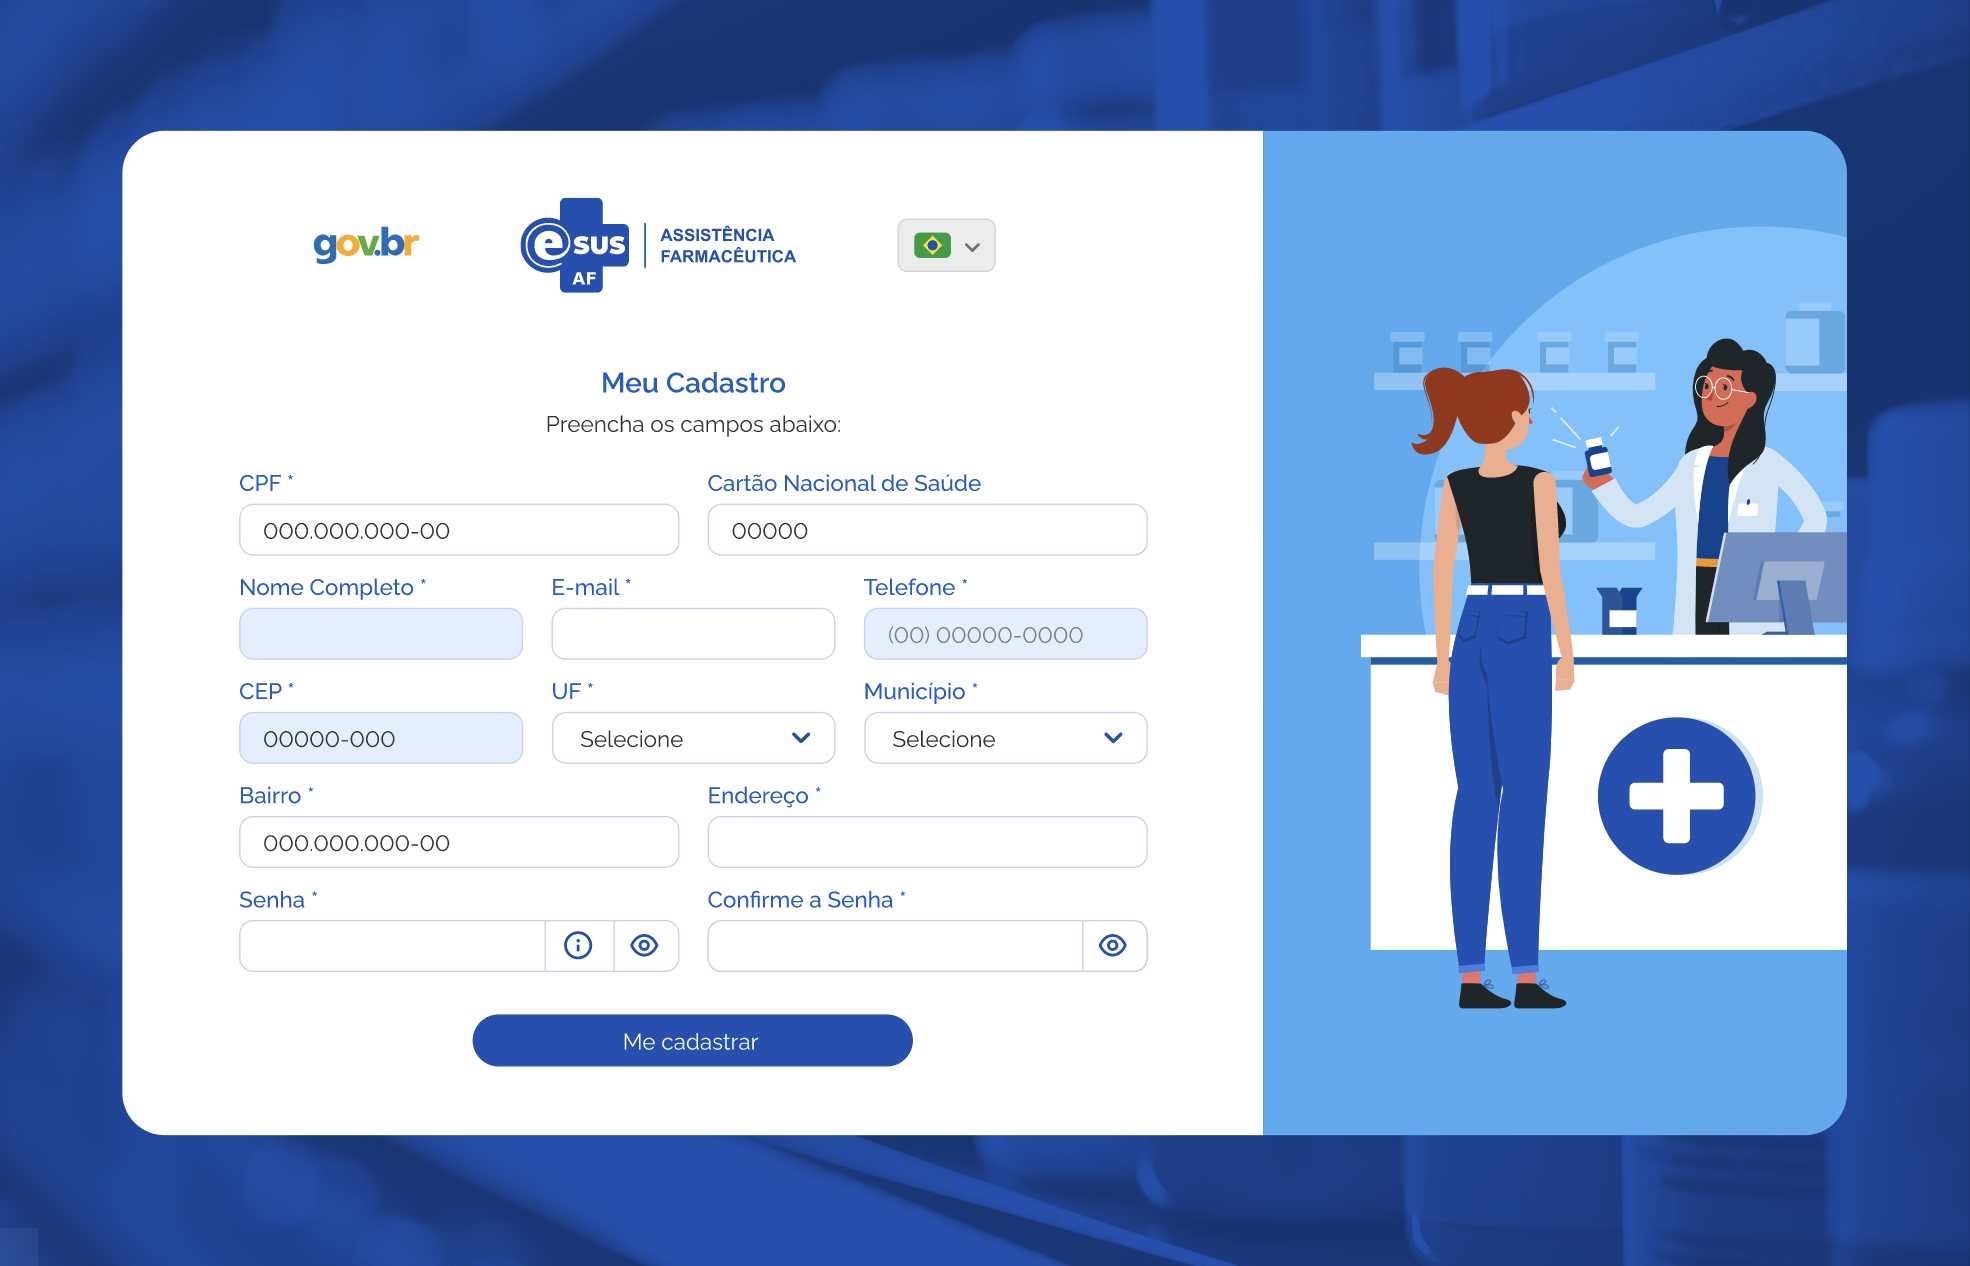 gov.br
e sus
AF
ASSISTÊNCIA
FARMACÊUTICA
Meu Cadastro
Preencha os campos abaixo:
CPF *
Cartão Nacional de Saúde
000.000.000-00
00000
Nome Completo *
E-mail *
Telefone *
(00) 00000-0000
CEP *
UF *
Município *
00000-000
Selecione
Selecione
Bairro *
Endereço *
000.000.000-00
Senha *
Confirme a Senha *
Me cadastrar